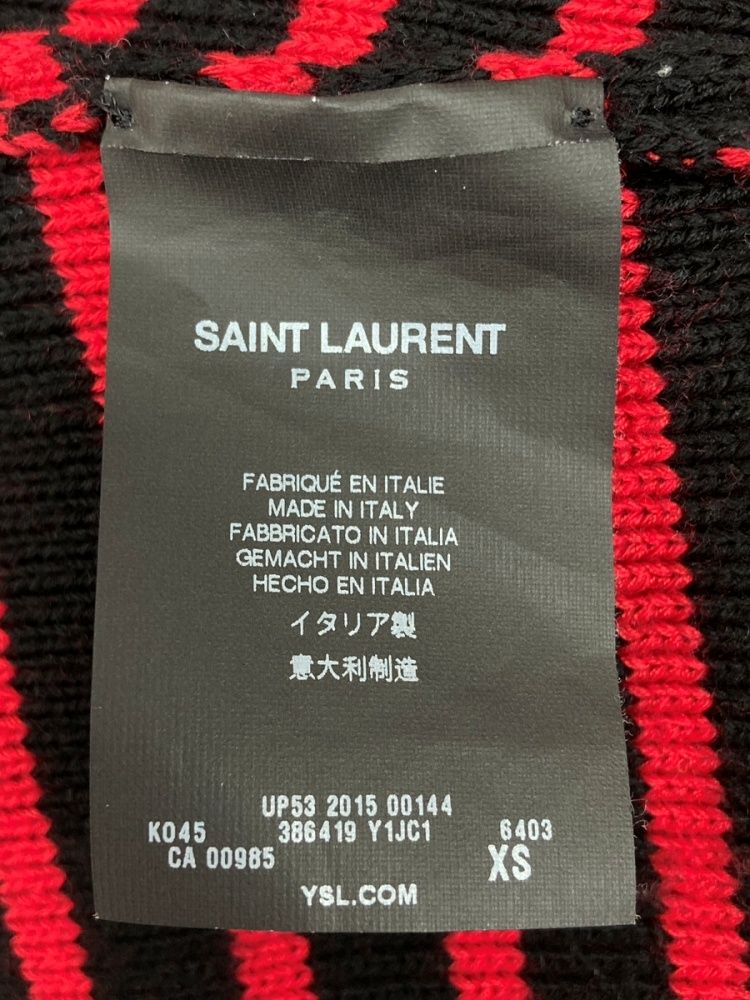 SAINT LAURENT
PARIS
FABRIQUÉ EN ITALIE
MADE IN ITALY
FABBRICATO IN ITALIA
GEMACHT IN ITALIEN
HECHO EN ITALIA
イタリア製
意大利制造
UP53 2015 00144
K045 386419 Y1JC1 6403
CA 00985 XS
YSL.COM